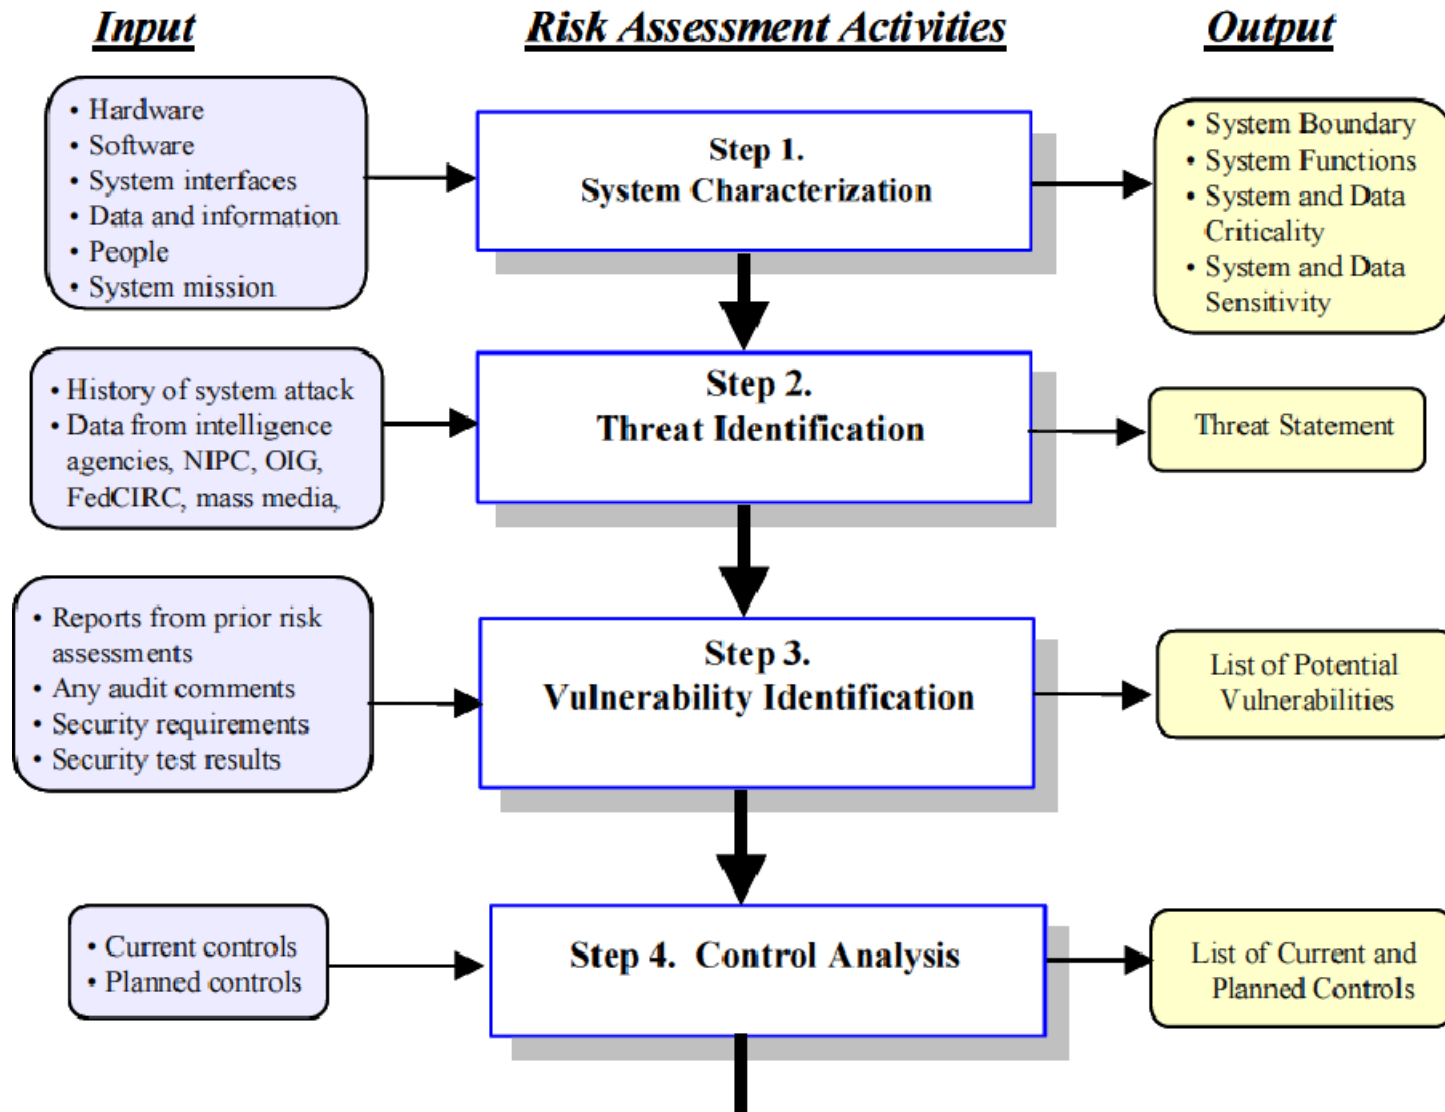 Input
Risk Assessment Activities
Output
• Hardware
• Software
• System interfaces
• Data and information
• People
• System mission
Step 1.
System Characterization
• System Boundary
• System Functions
• System and Data
Criticality
• System and Data
Sensitivity
• History of system attack
• Data from intelligence
agencies, NIPC, OIG,
FedCIRC, mass media,
Step 2.
Threat Identification
Threat Statement
• Reports from prior risk
assessments
• Any audit comments
• Security requirements
• Security test results
Step 3.
Vulnerability Identification
List of Potential
Vulnerabilities
• Current controls
• Planned controls
Step 4. Control Analysis
List of Current and
Planned Controls